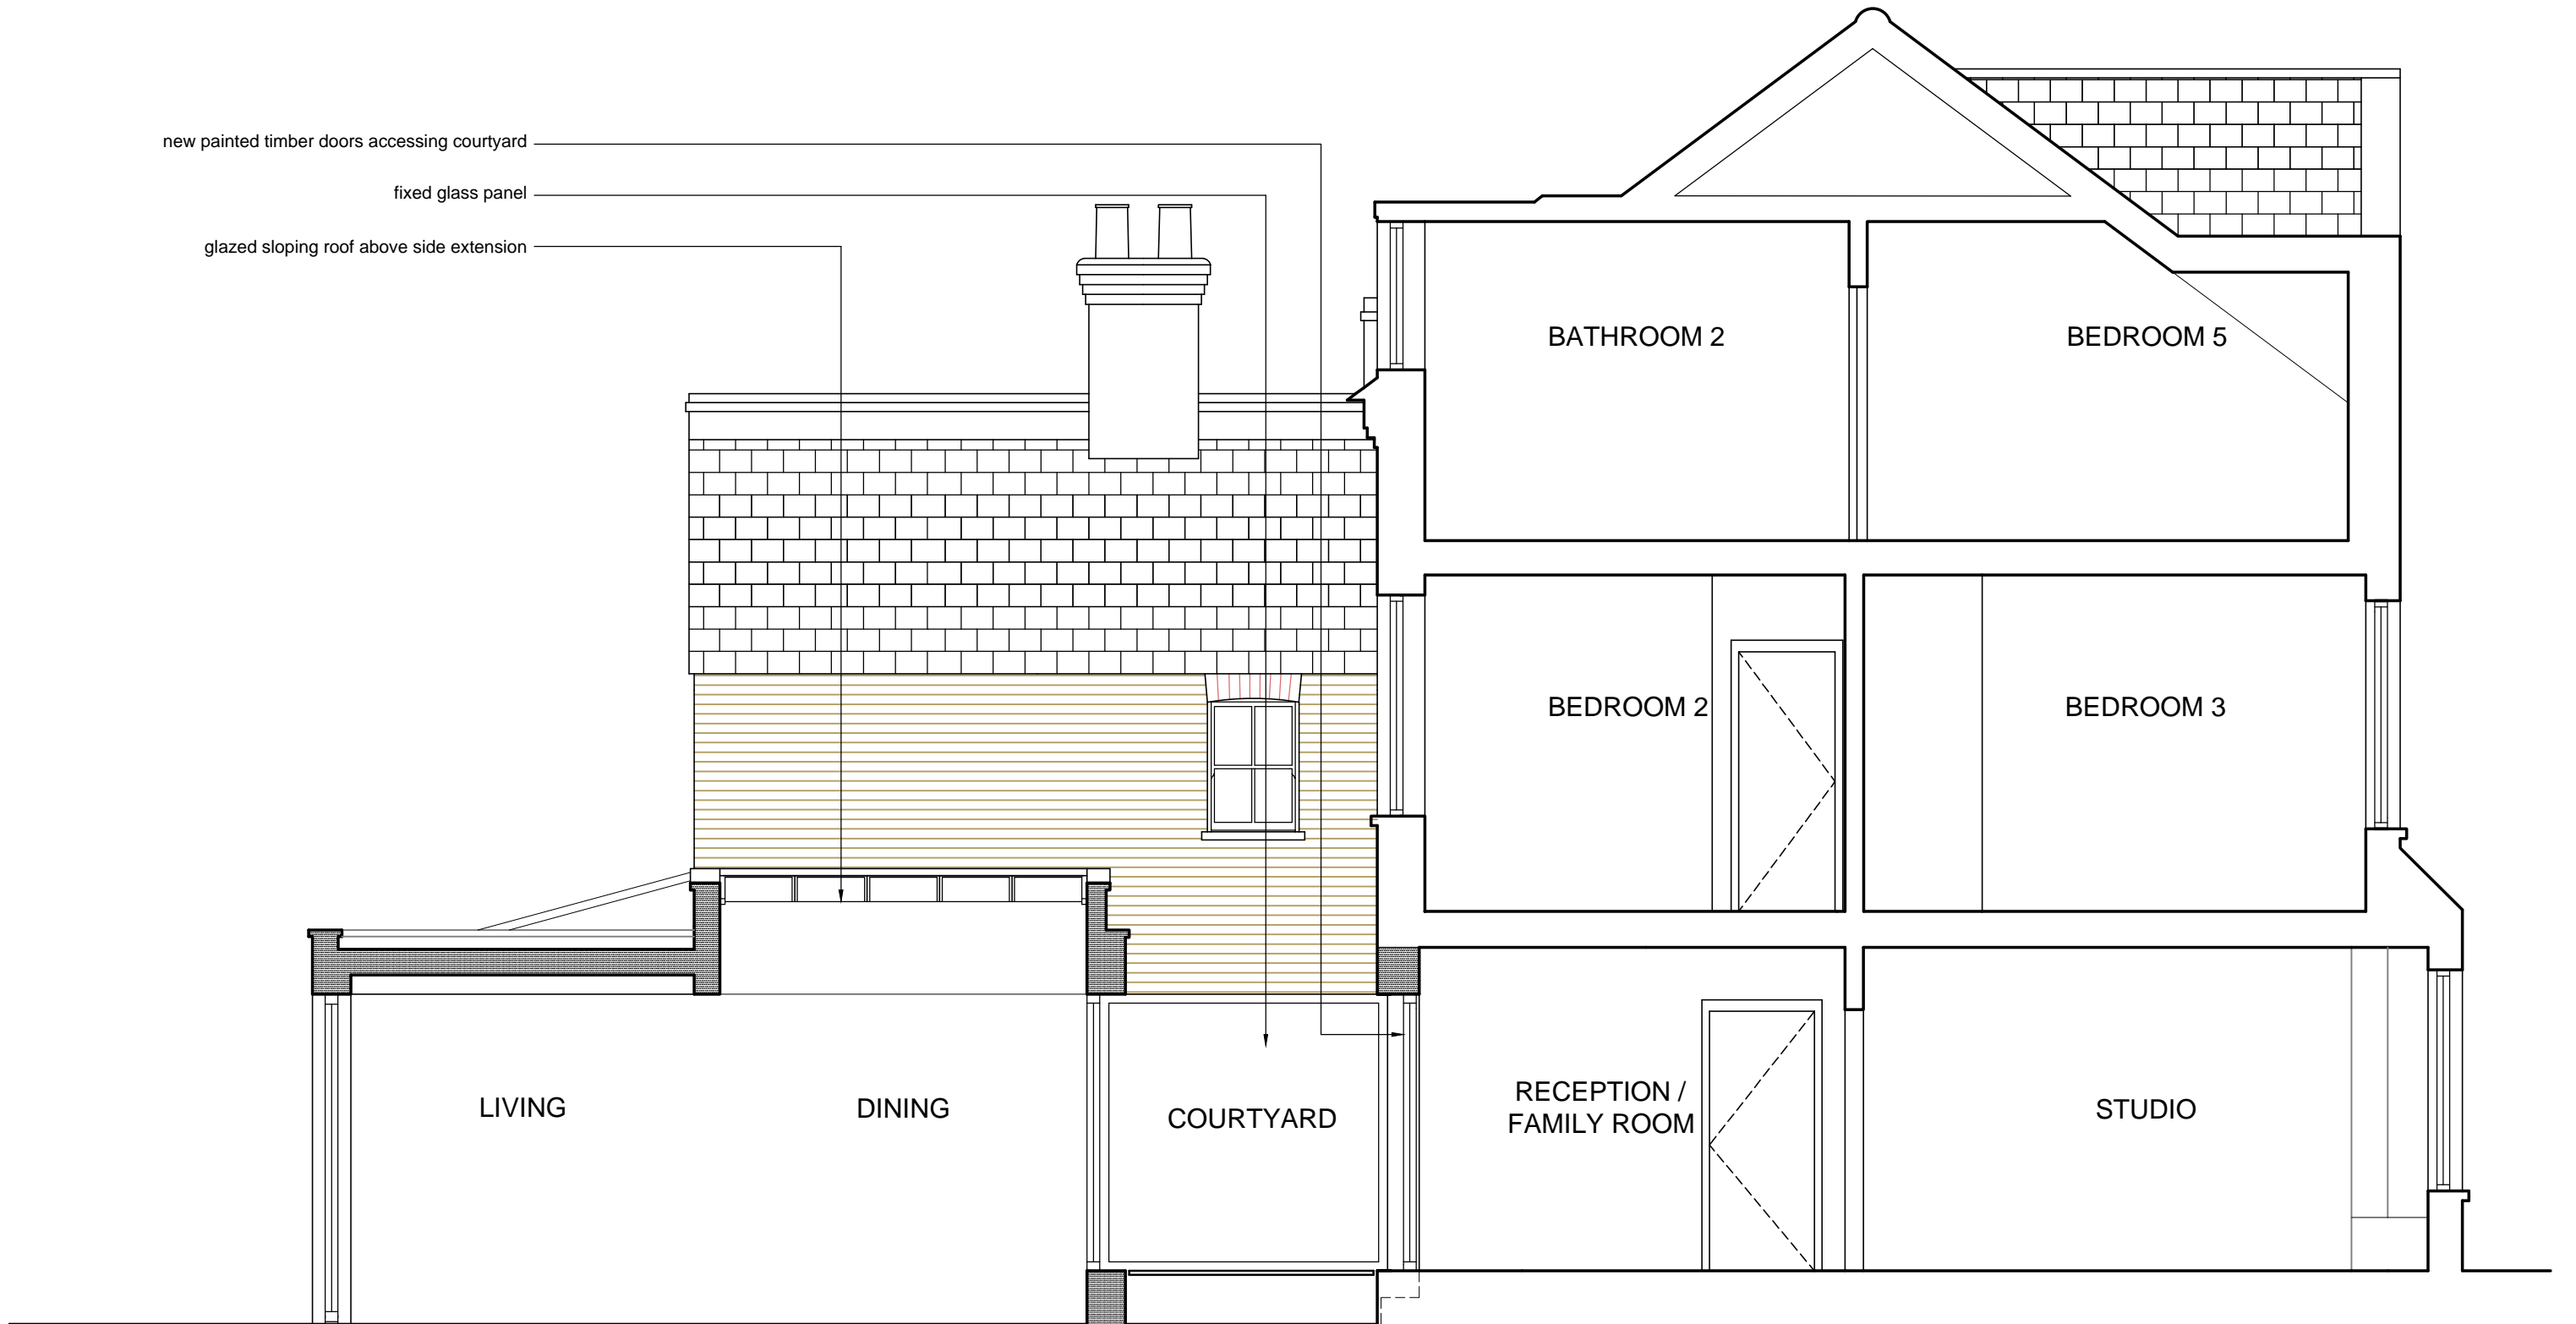 new painted timber doors accessing courtyard
fixed glass panel
glazed sloping roof above side extension
BATHROOM 2
BEDROOM 5
BEDROOM 2
BEDROOM 3
LIVING
DINING
COURTYARD
RECEPTION /
FAMILY ROOM
STUDIO